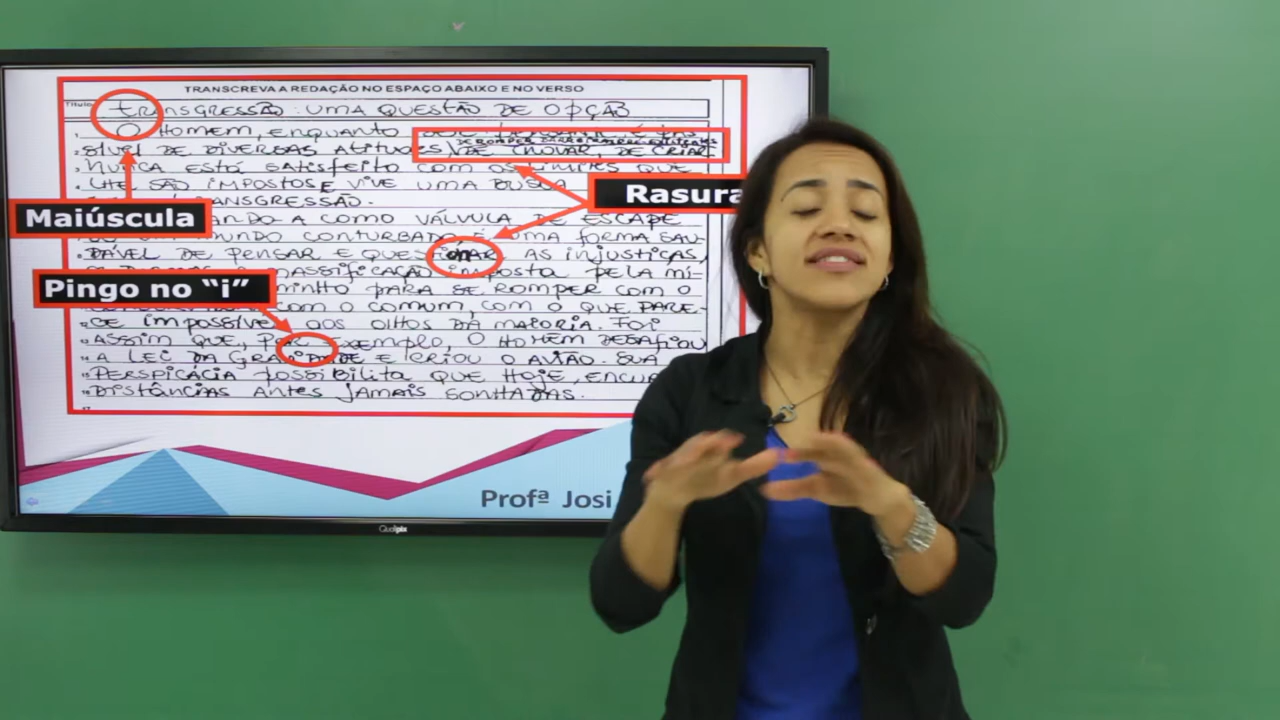 TRANSCREVA A REDAÇÃO NO ESPAÇO ABAIXO E NO VERSO
Título tRANSGRESSÃO: UMA QUESTÃO DE OPÇÃO
O HOMEM, ENQUANTO
SÍVEL DE DIVERSAS ATITUDES, DE INOVAR, DE CRIAR
NUNCA ESTÁ SATISFEITO COM OS LIMITES QUE
LHE SÃO IMPOSTOS E VIVE UMA BUSCA
TRANSGRESSÃO.
Rasura
Maiúscula
A COMO VÁLVULA DE ESCAPE
MUNDO CONTURBADO, É UMA FORMA SAU-
DÁVEL DE PENSAR E QUESTIONAR AS INJUSTIÇAS,
MASSIFICAÇÃO IMPOSTA PELA MÍ-
Pingo no “i”
PARA SE ROMPER COM O
COM O COMUM, COM O QUE PARE-
CE IMPOSSÍVEL AOS OLHOS DA MAIORIA. FOI
ASSIM QUE, POR EXEMPLO, O HOMEM DESAFIOU
A LEI DA GRAVIDADE E CRIOU O AVIÃO. SUA
PERSPICÁCIA POSSIBILITA QUE HOJE, ENCUR
DISTÂNCIAS ANTES JAMAIS SONHADAS.
Profª Josi
Qualipix